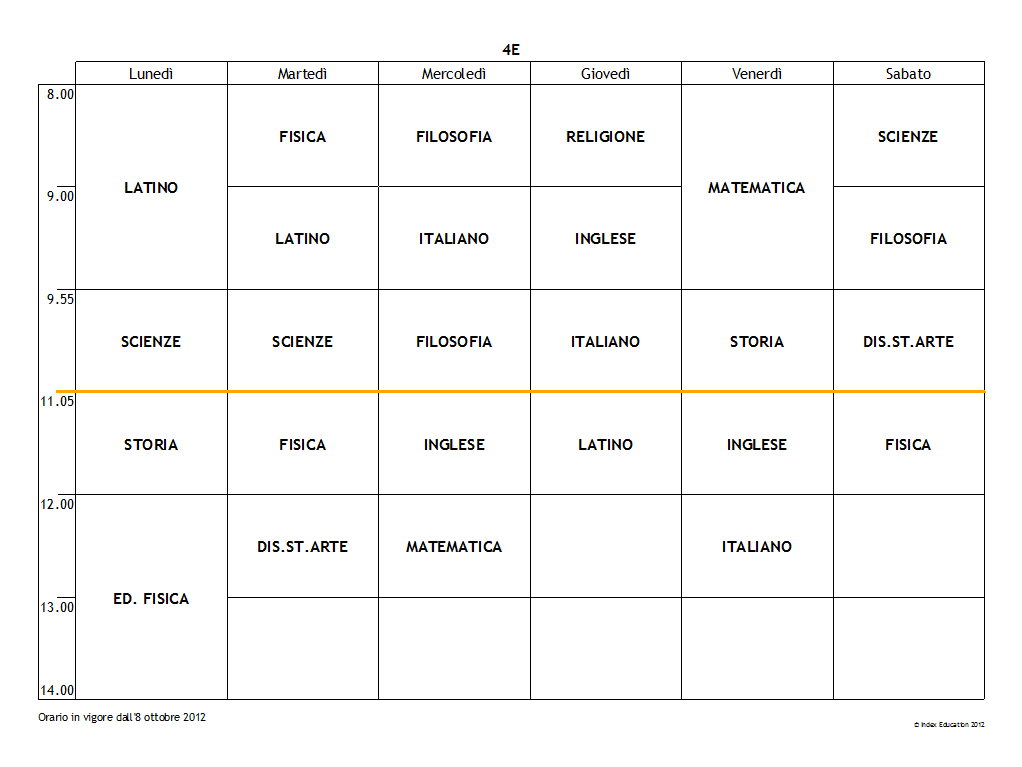 4E
Lunedì Martedì Mercoledì Giovedì Venerdì Sabato
8.00
FISICA FILOSOFIA RELIGIONE SCIENZE
LATINO MATEMATICA
9.00
LATINO ITALIANO INGLESE FILOSOFIA
9.55
SCIENZE SCIENZE FILOSOFIA ITALIANO STORIA DIS.ST.ARTE
11.05
STORIA FISICA INGLESE LATINO INGLESE FISICA
12.00
DIS.ST.ARTE MATEMATICA ITALIANO
ED. FISICA
13.00
14.00
Orario in vigore dall'8 ottobre 2012
© Index Education 2012